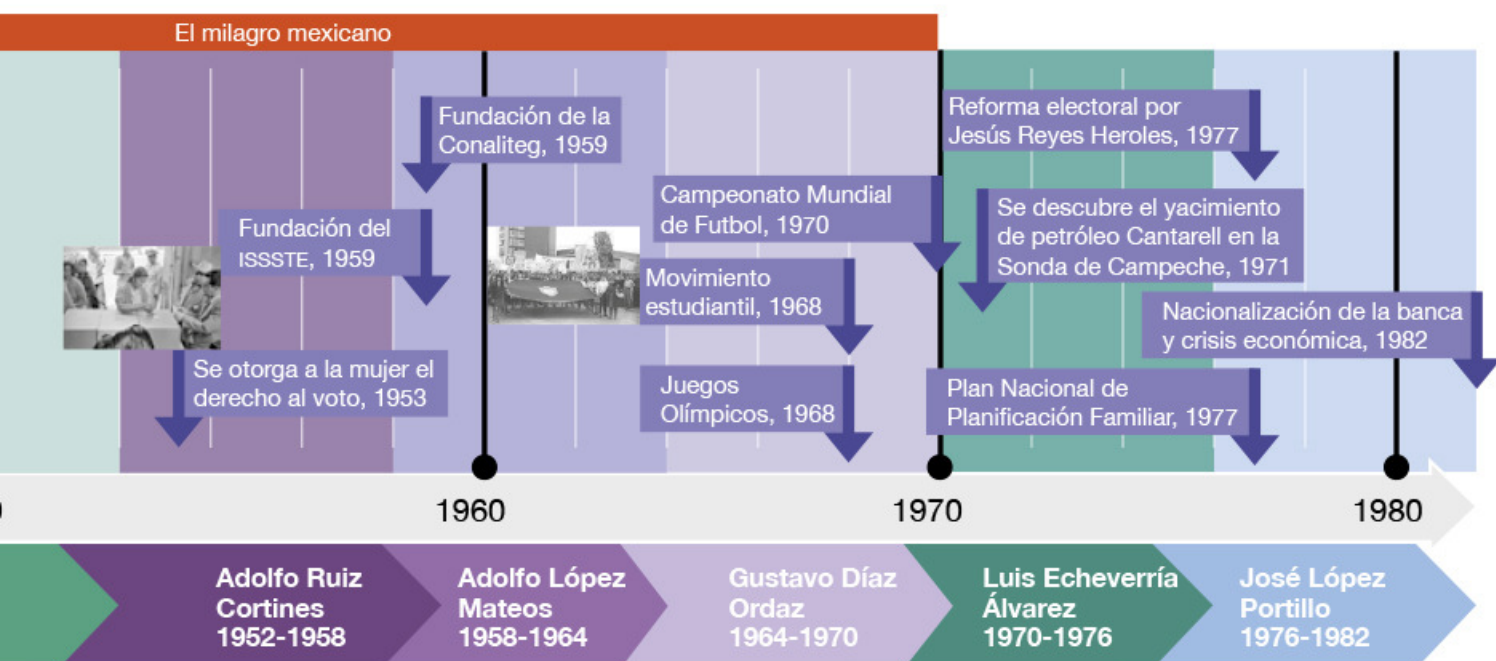 El milagro mexicano
Fundación de la
Conaliteg, 1959
Fundación del
ISSSTE, 1959
Se otorga a la mujer el
derecho al voto, 1953
Campeonato Mundial
de Futbol, 1970
Movimiento
estudiantil, 1968
Juegos
Olímpicos, 1968
Reforma electoral por
Jesús Reyes Heroles, 1977
Se descubre el yacimiento
de petróleo Cantarell en la
Sonda de Campeche, 1971
Nacionalización de la banca
y crisis económica, 1982
Plan Nacional de
Planificación Familiar, 1977
1960
1970
1980
Adolfo Ruiz
Cortines
1952-1958
Adolfo López
Mateos
1958-1964
Gustavo Díaz
Ordaz
1964-1970
Luis Echeverría
Álvarez
1970-1976
José López
Portillo
1976-1982